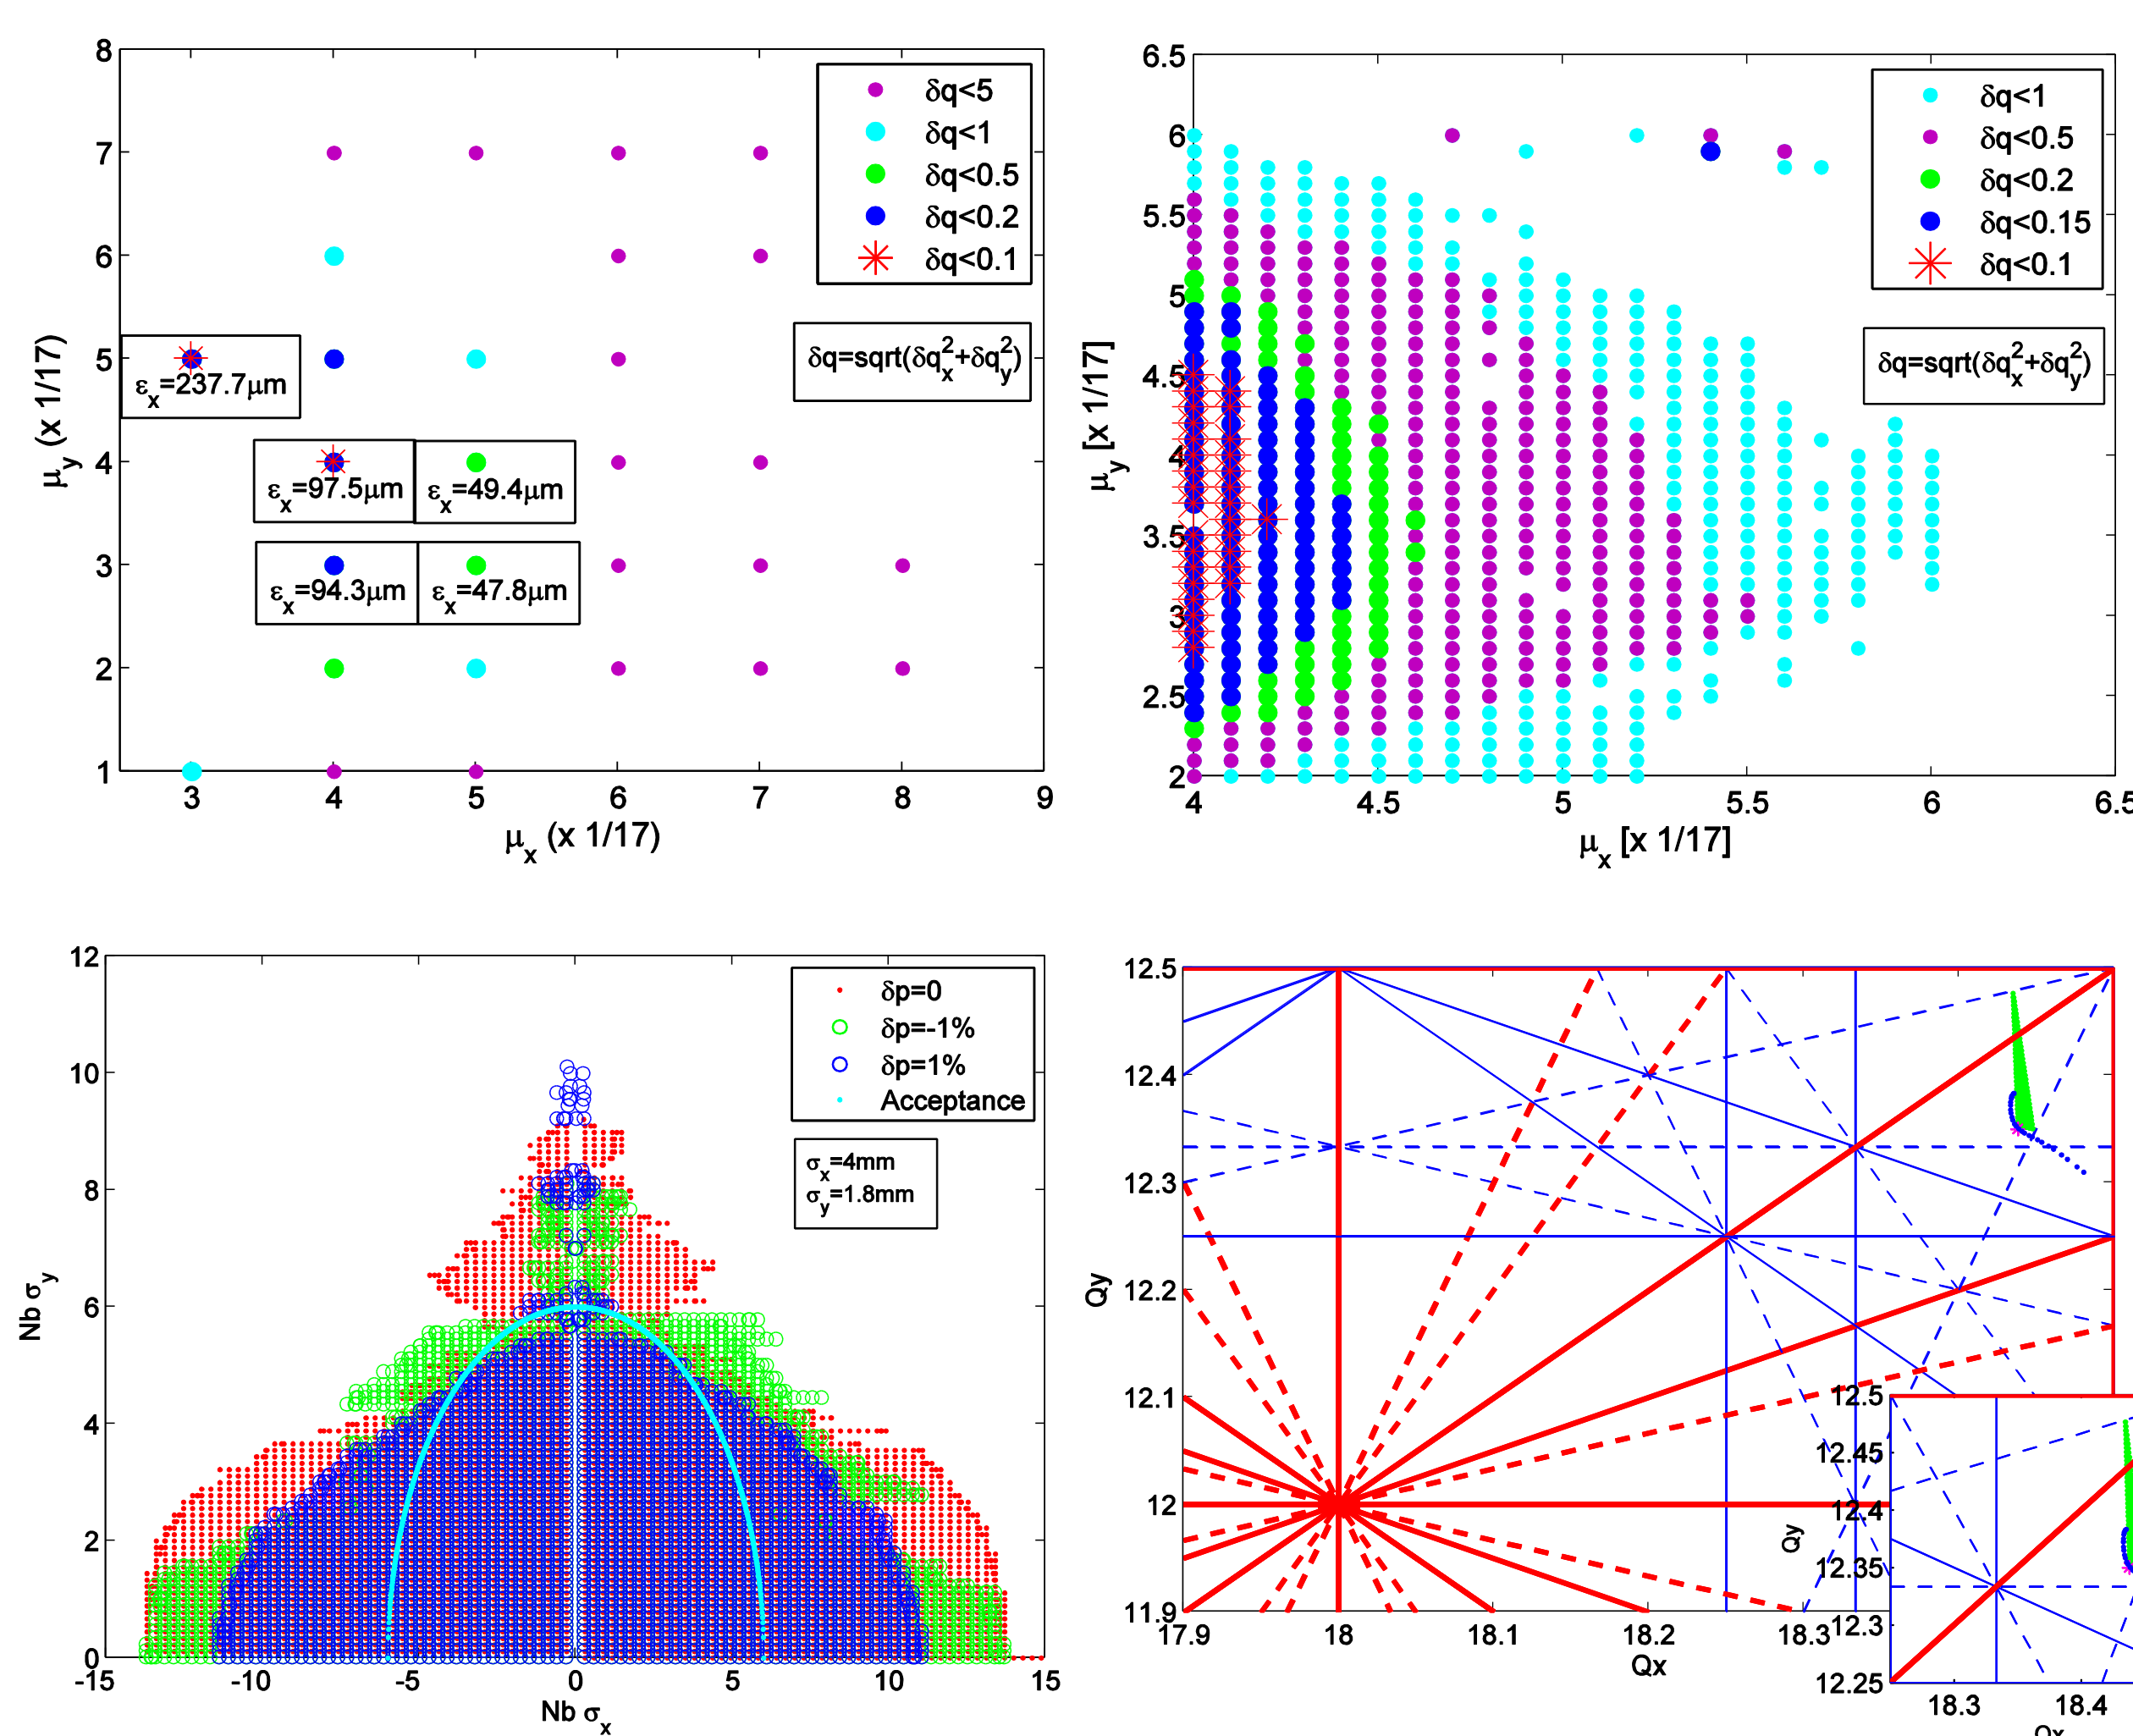 8
7
6
5
4
3
2
1
3
4
5
6
7
8
9
μy (x 1/17)
μx (x 1/17)
δq<5
δq<1
δq<0.5
δq<0.2
δq<0.1
δq=sqrt(δqx²+δqy²)
εx=237.7μm
εx=97.5μm
εx=49.4μm
εx=94.3μm
εx=47.8μm
6.5
6
5.5
5
4.5
4
3.5
3
2.5
2
4
4.5
5
5.5
6
6.5
μy [x 1/17]
μx [x 1/17]
δq<1
δq<0.5
δq<0.2
δq<0.15
δq<0.1
δq=sqrt(δqx²+δqy²)
12
10
8
6
4
2
0
-15
-10
-5
0
5
10
15
Nb σy
Nb σx
δp=0
δp=-1%
δp=1%
Acceptance
σx=4mm
σy=1.8mm
12.5
12.4
12.3
12.2
12.1
12
11.9
17.9
18
18.1
18.2
18.3
Qy
Qx
12.5
12.45
12.4
12.35
12.3
12.25
18.3
18.4
Qy
Qx